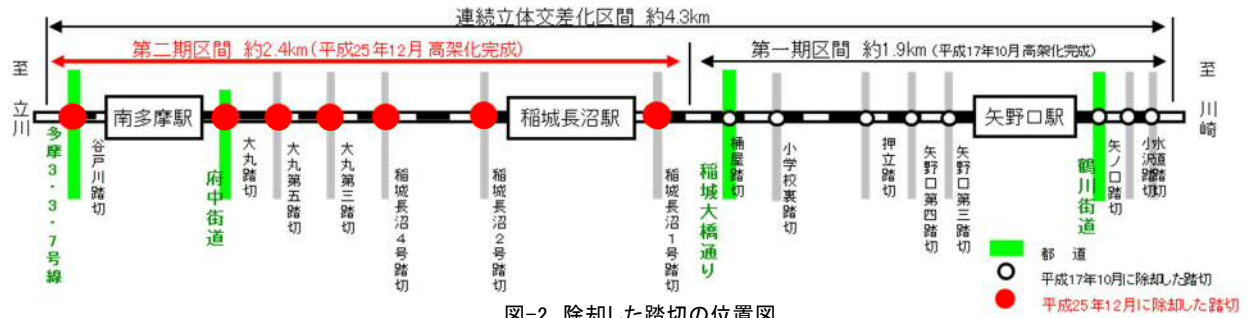 連続立体交差化区間 約4.3km
第二期区間 約2.4km(平成25年12月 高架化完成)
第一期区間 約1.9km(平成17年10月高架化完成)
至 立川
至 川崎
南多摩駅
稲城長沼駅
矢野口駅
多摩3・3・7号線
谷戸川踏切
府中街道
大丸踏切
大丸第五踏切
大丸第三踏切
稲城長沼4号踏切
稲城長沼2号踏切
稲城長沼1号踏切
稲城大橋通り
桶屋踏切
小学校裏踏切
押立踏切
矢野口第四踏切
矢野口第三踏切
鶴川街道
矢ノ口踏切
小沢踏切
水道踏切
都 道
平成17年10月に除却した踏切
平成25年12月に除却した踏切
図-2 除却した踏切の位置図